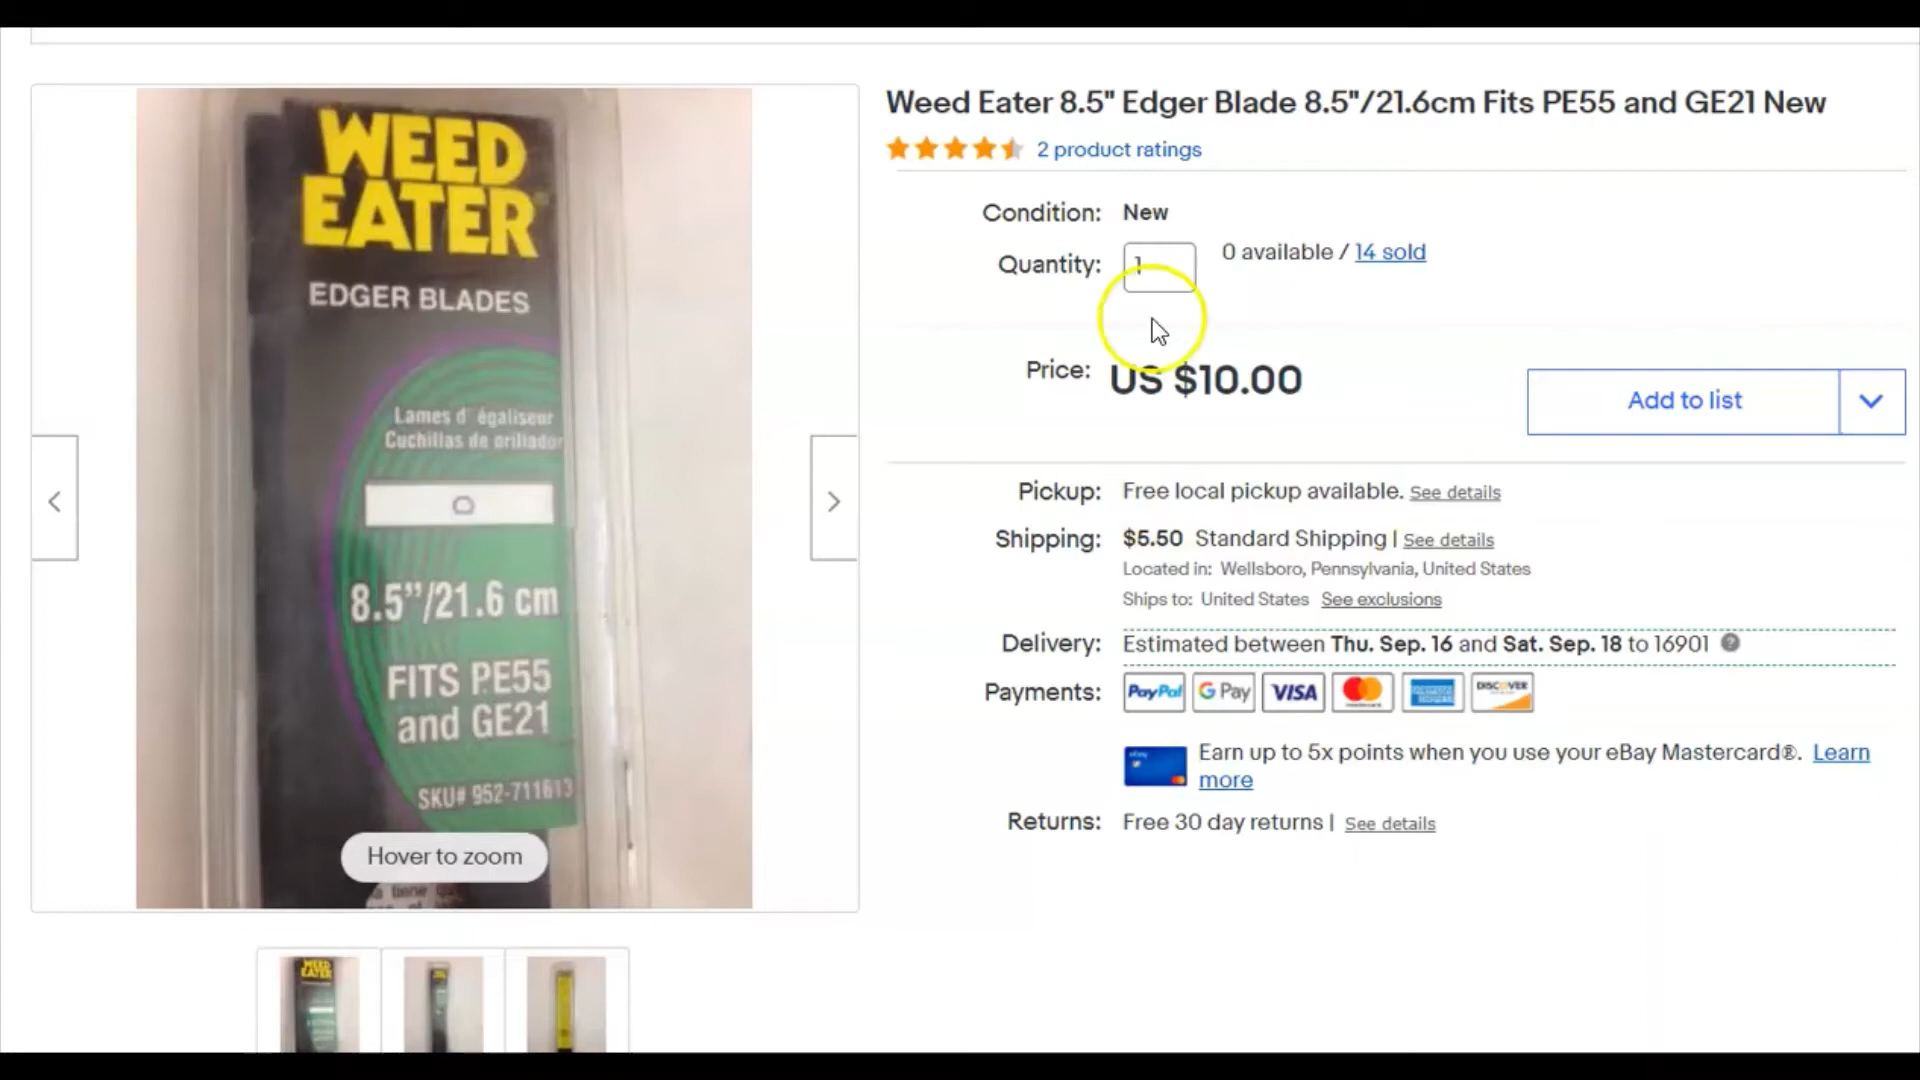 Weed Eater 8.5" Edger Blade 8.5"/21.6cm Fits PE55 and GE21 New
2 product ratings
Condition: New
Quantity: 1 0 available / 14 sold
Price: US $10.00
Add to list
Pickup: Free local pickup available. See details
Shipping: $5.50 Standard Shipping | See details
Located in: Wellsboro, Pennsylvania, United States
Ships to: United States See exclusions
Delivery: Estimated between Thu. Sep. 16 and Sat. Sep. 18 to 16901
Payments: PayPal G Pay VISA mastercard AMERICAN EXPRESS DISCOVER
Earn up to 5x points when you use your eBay Mastercard®. Learn
more
Returns: Free 30 day returns | See details
WEED
EATER®
EDGER BLADES
Lames d' égaliseur
Cuchillas de orillador
8.5"/21.6 cm
FITS PE55
and GE21
SKU# 952-711613
Hover to zoom
tiene
WEED
EATER